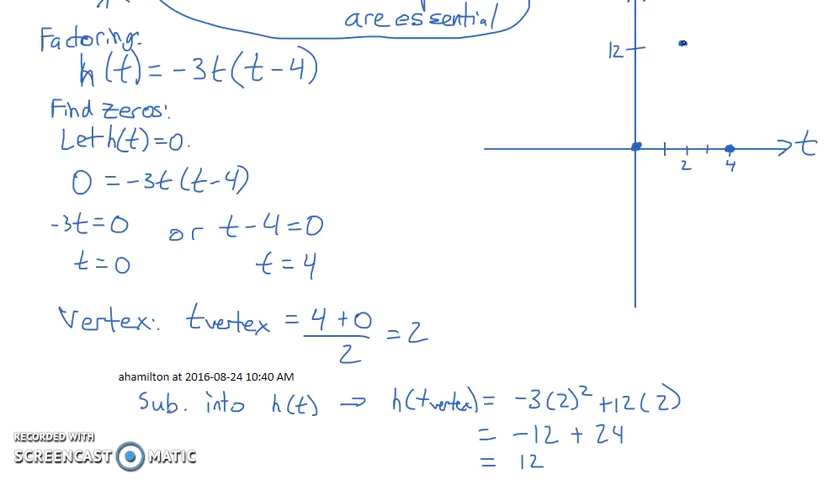 are essential
Factoring:
h(t) = -3t(t-4)
Find zeros:
Let h(t)=0.
0 = -3t(t-4)
-3t=0 or t-4=0
t=0 t=4
Vertex: tvertex = 4+0/2 = 2
ahamilton at 2016-08-24 10:40 AM
Sub. into h(t) → h(tvertex) = -3(2)² +12(2)
= -12 + 24
= 12
RECORDED WITH
SCREENCAST MATIC
12
t
2 4